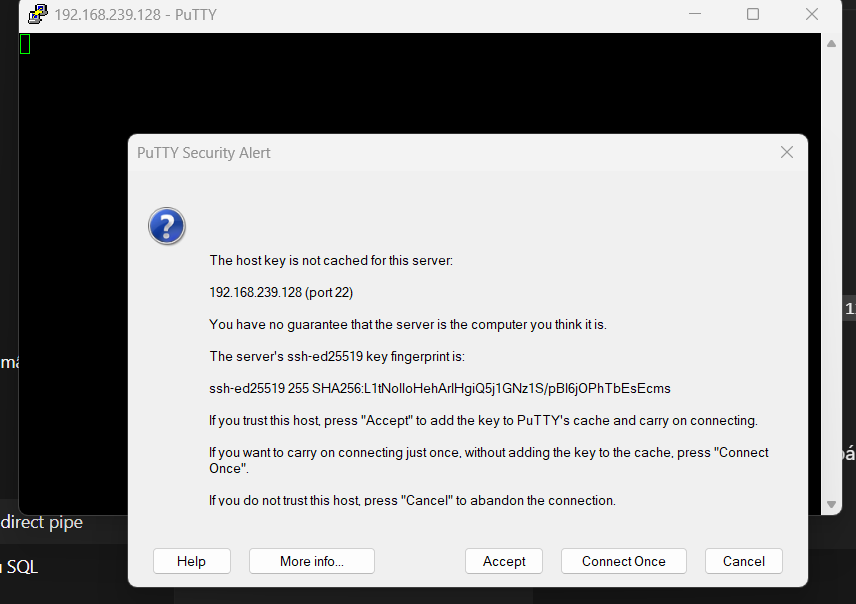 192.168.239.128 - PuTTY
PuTTY Security Alert
The host key is not cached for this server:
192.168.239.128 (port 22)
You have no guarantee that the server is the computer you think it is.
The server's ssh-ed25519 key fingerprint is:
ssh-ed25519 255 SHA256:L1tNolloHehArlHgiQ5j1GNz1S/pBl6jOPhTbEsEcms
If you trust this host, press "Accept" to add the key to PuTTY's cache and carry on connecting.
If you want to carry on connecting just once, without adding the key to the cache, press "Connect
Once".
If you do not trust this host, press "Cancel" to abandon the connection.
Help
More info...
Accept
Connect Once
Cancel
direct pipe
SQL